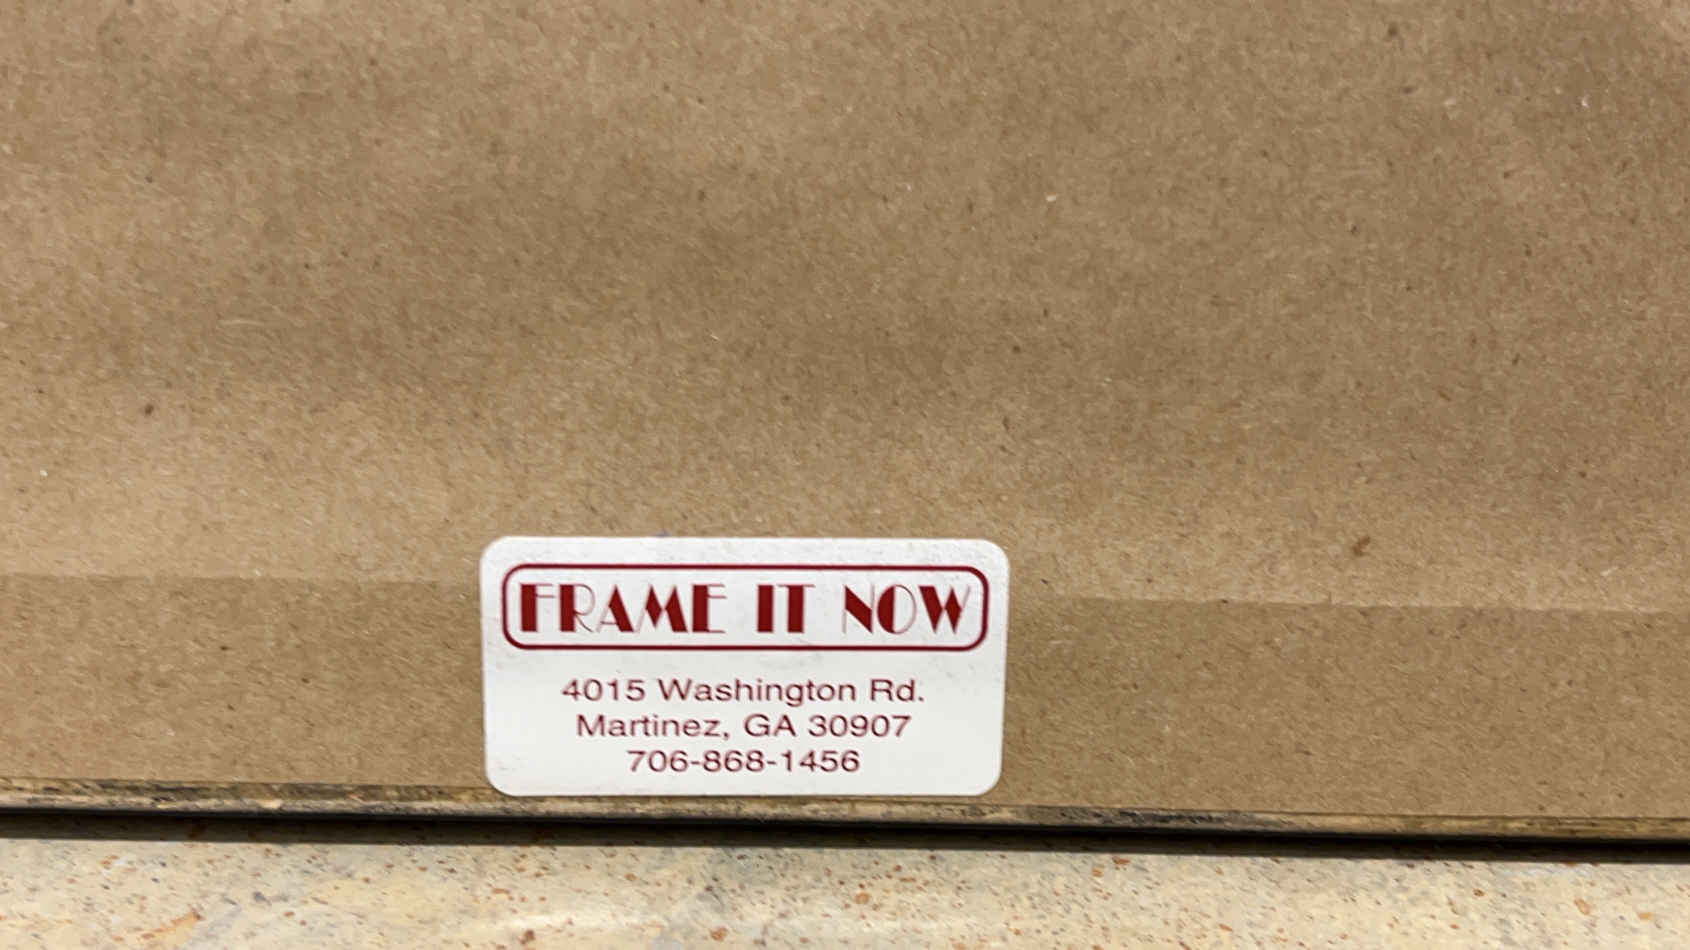 FRAME IT NOW
4015 Washington Rd.
Martinez, GA 30907
706-868-1456